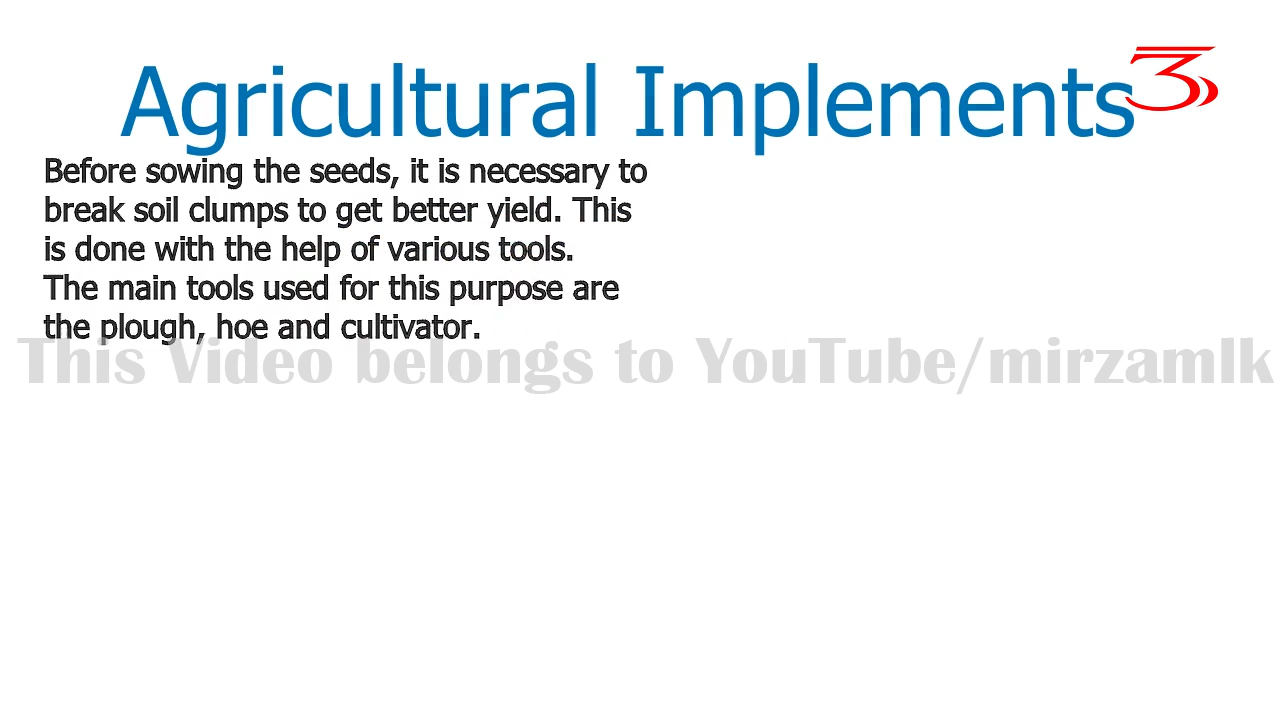 Agricultural Implements
Before sowing the seeds, it is necessary to
break soil clumps to get better yield. This
is done with the help of various tools.
The main tools used for this purpose are
the plough, hoe and cultivator.
This Video belongs to YouTube/mirzamlk